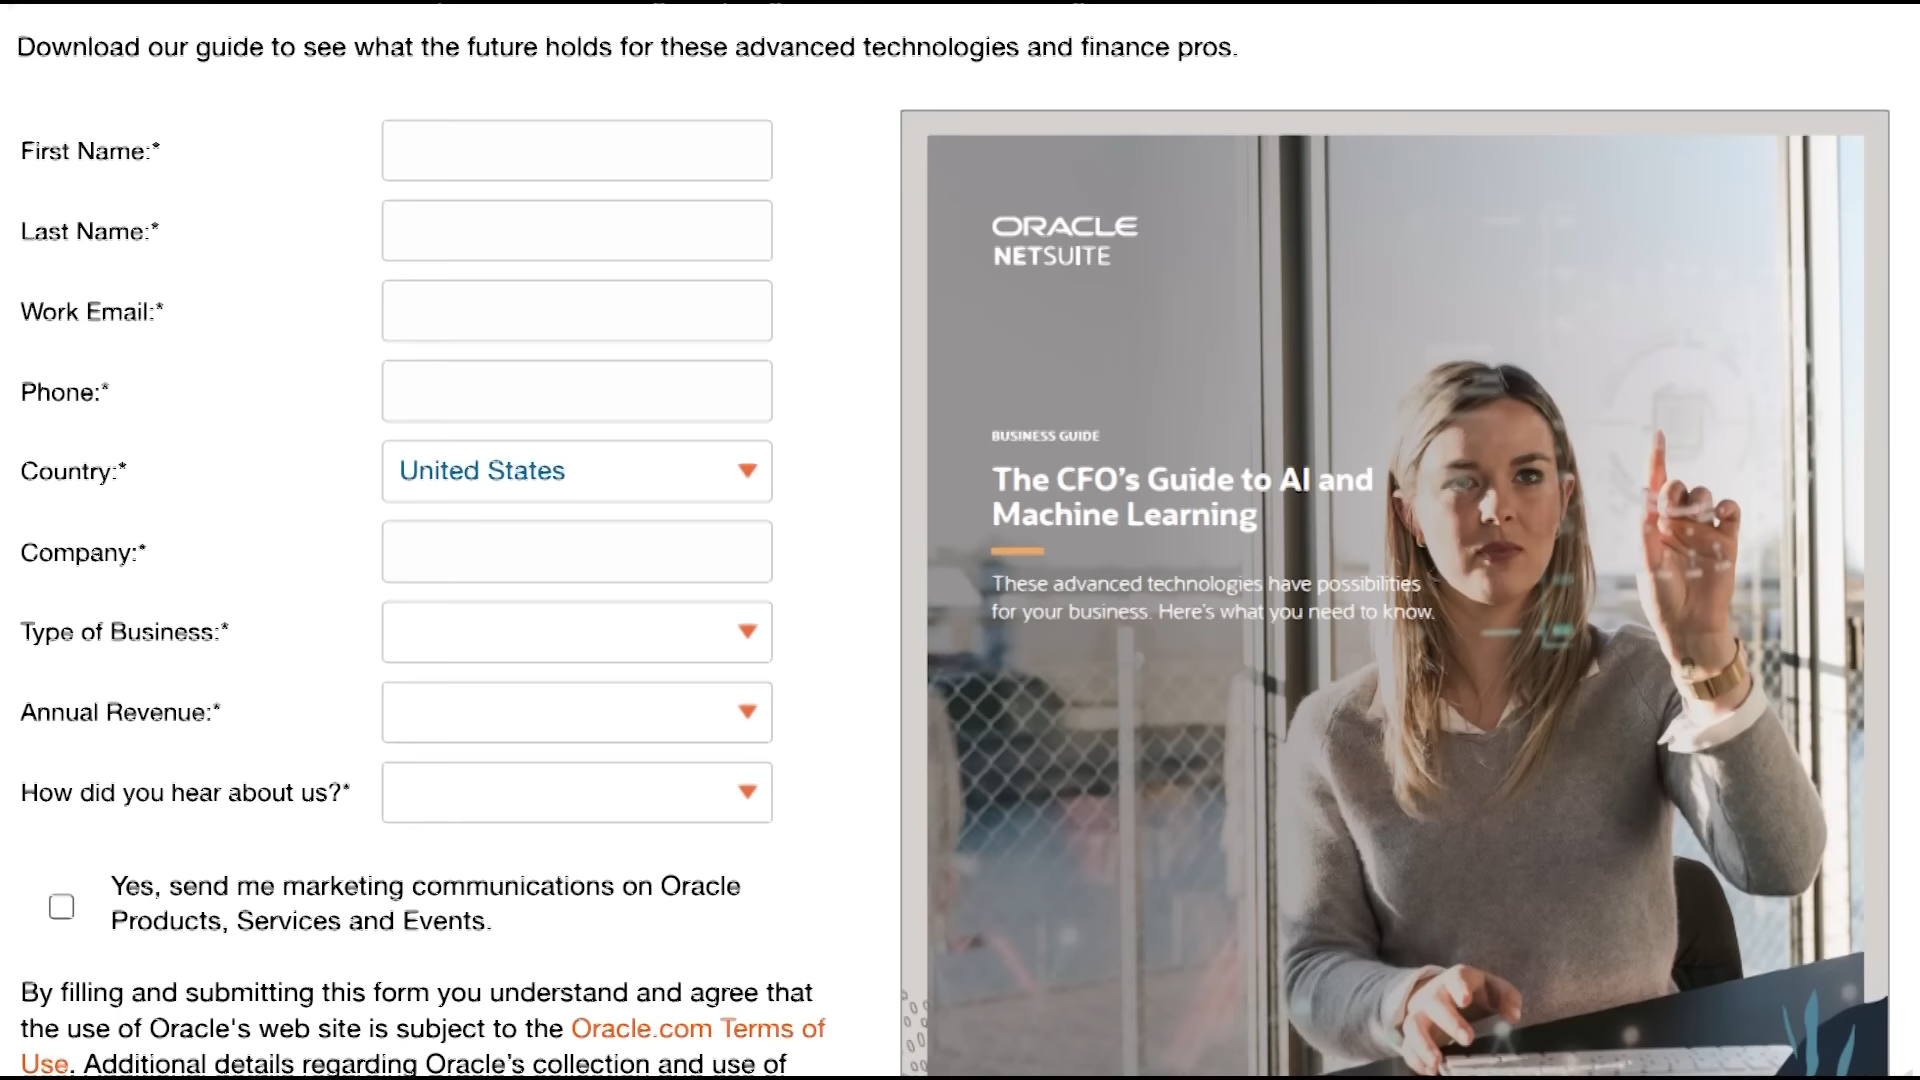 Download our guide to see what the future holds for these advanced technologies and finance pros.
First Name:*
Last Name:*
Work Email:*
Phone:*
Country:* United States
Company:*
Type of Business:*
Annual Revenue:*
How did you hear about us?*
Yes, send me marketing communications on Oracle
Products, Services and Events.
By filling and submitting this form you understand and agree that
the use of Oracle's web site is subject to the Oracle.com Terms of
Use. Additional details regarding Oracle's collection and use of
ORACLE
NETSUITE
BUSINESS GUIDE
The CFO's Guide to AI and
Machine Learning
These advanced technologies have possibilities
for your business. Here's what you need to know.